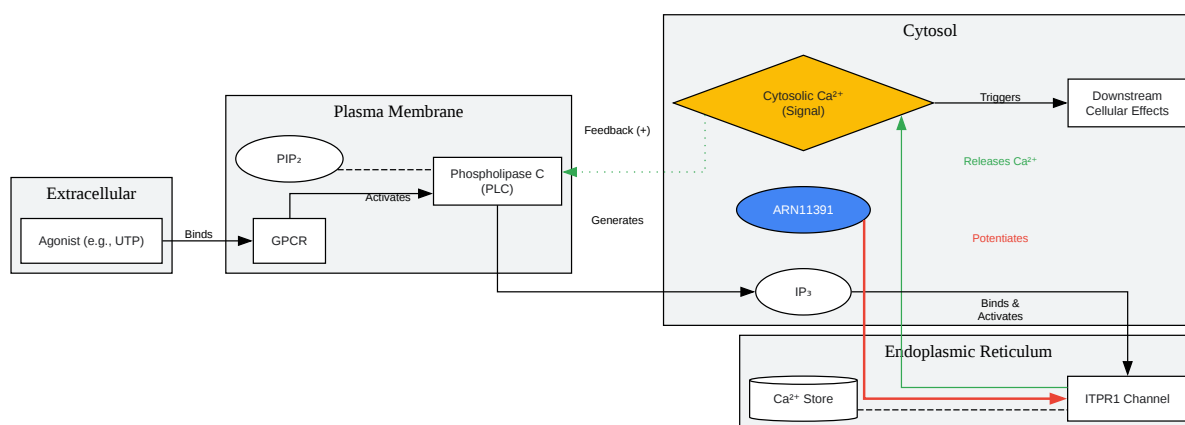 Cytosol
Cytosolic Ca²⁺
(Signal)
Triggers
Downstream
Cellular Effects
Plasma Membrane
Feedback (+)
PIP₂
Phospholipase C
(PLC)
Releases Ca²⁺
Extracellular
Activates
ARN11391
Generates
Agonist (e.g., UTP)
Binds
GPCR
Potentiates
IP₃
Binds &
Activates
Endoplasmic Reticulum
Ca²⁺ Store
ITPR1 Channel